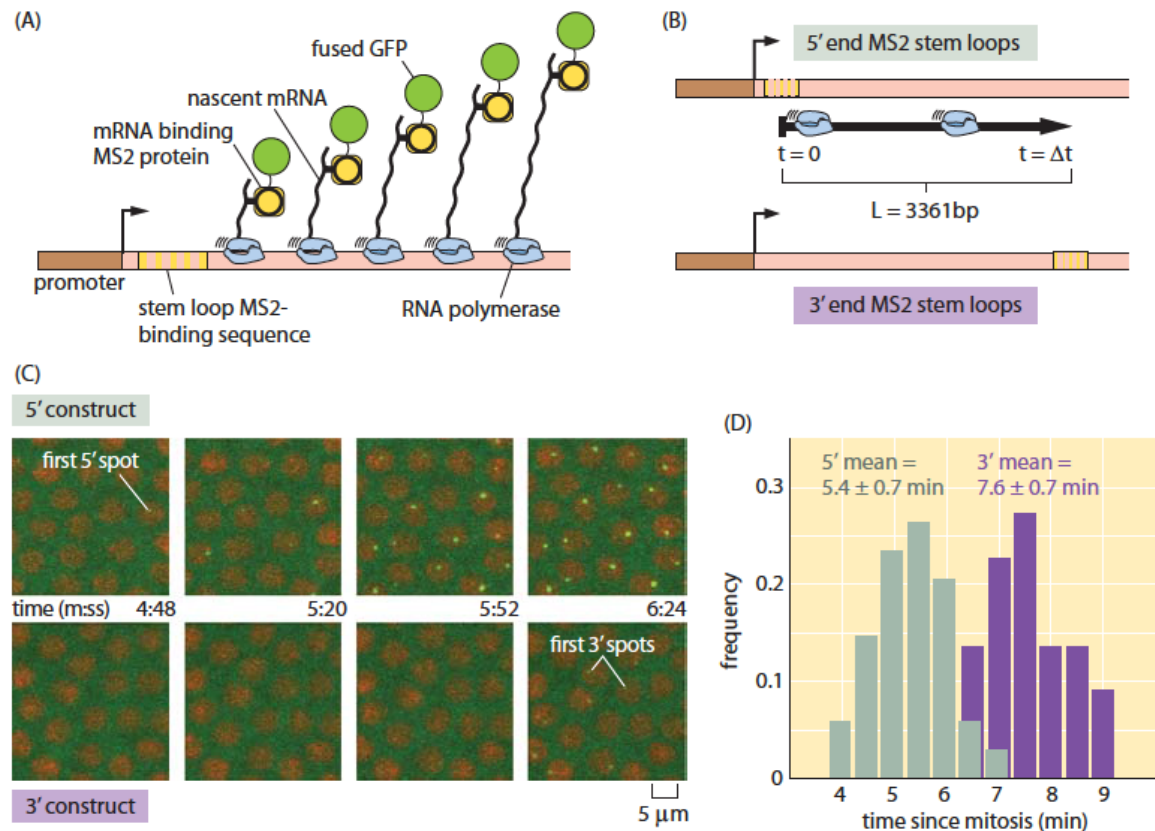 (A)
fused GFP
nascent mRNA
mRNA binding
MS2 protein
promoter
stem loop MS2-
binding sequence
RNA polymerase
(B)
5′ end MS2 stem loops
t = 0
t = Δt
L = 3361bp
3′ end MS2 stem loops
(C)
5′ construct
first 5′ spot
time (m:ss) 4:48 5:20 5:52 6:24
first 3′ spots
3′ construct
5 μm
(D)
5′ mean =
5.4 ± 0.7 min
3′ mean =
7.6 ± 0.7 min
0.3
0.2
0.1
0
frequency
4 5 6 7 8 9
time since mitosis (min)